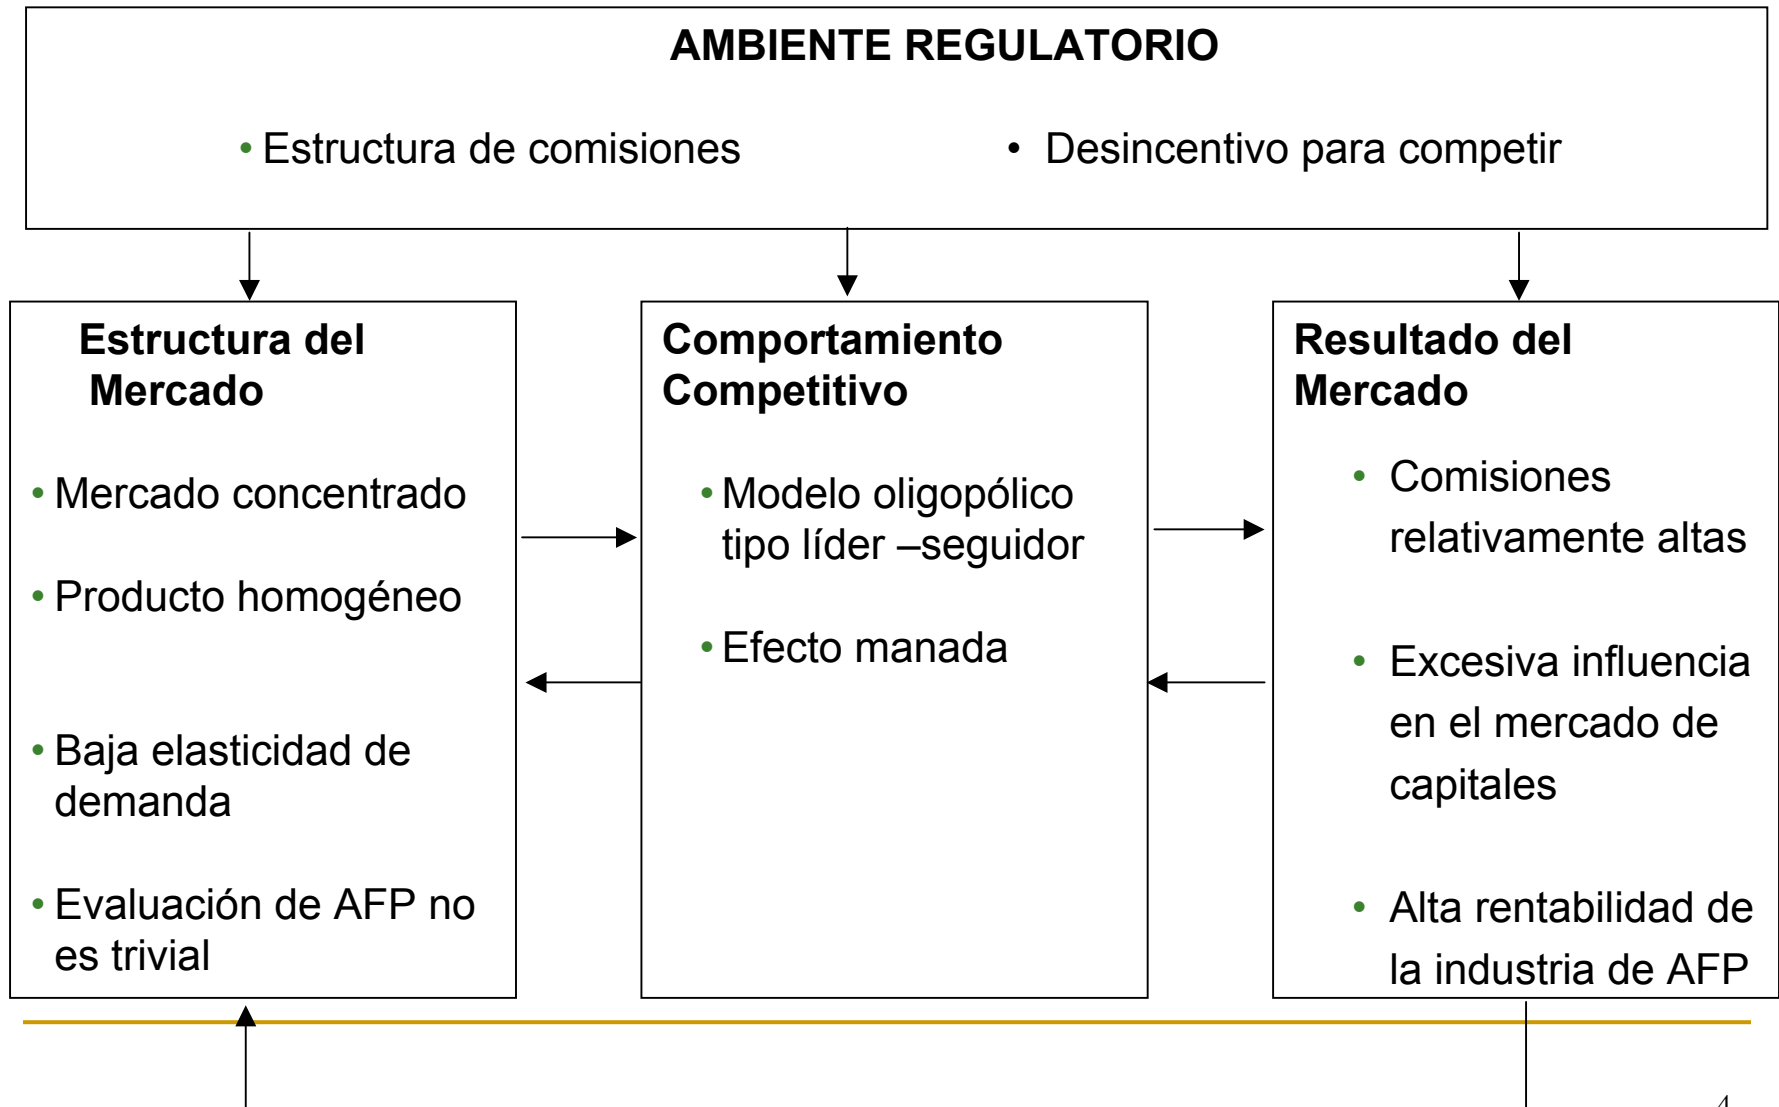 AMBIENTE REGULATORIO
• Estructura de comisiones
• Desincentivo para competir
Estructura del
Mercado
• Mercado concentrado
• Producto homogéneo
• Baja elasticidad de
demanda
• Evaluación de AFP no
es trivial
Comportamiento
Competitivo
• Modelo oligopólico
tipo líder –seguidor
• Efecto manada
Resultado del
Mercado
• Comisiones
relativamente altas
• Excesiva influencia
en el mercado de
capitales
• Alta rentabilidad de
la industria de AFP
4